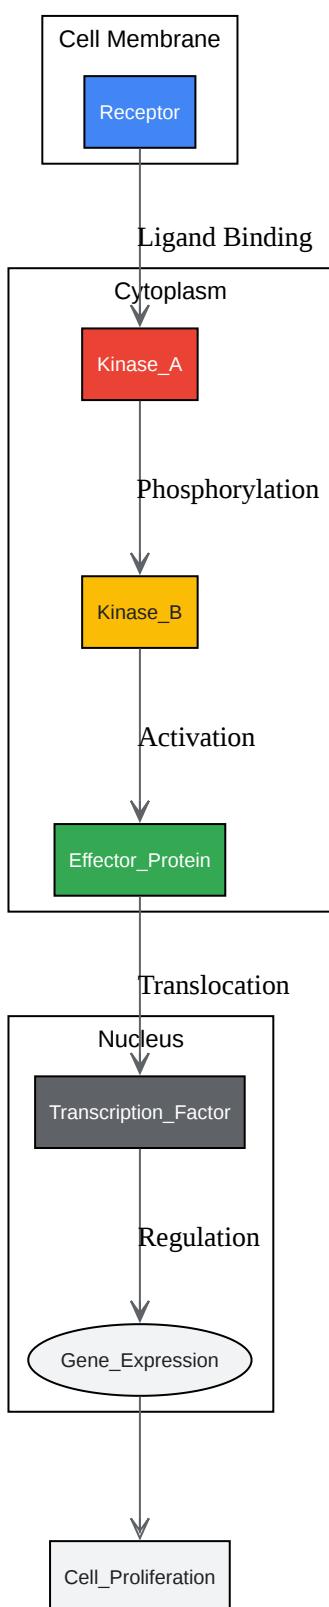 Cell Membrane
Receptor
Ligand Binding
Cytoplasm
Kinase_A
Phosphorylation
Kinase_B
Activation
Effector_Protein
Translocation
Nucleus
Transcription_Factor
Regulation
Gene_Expression
Cell_Proliferation